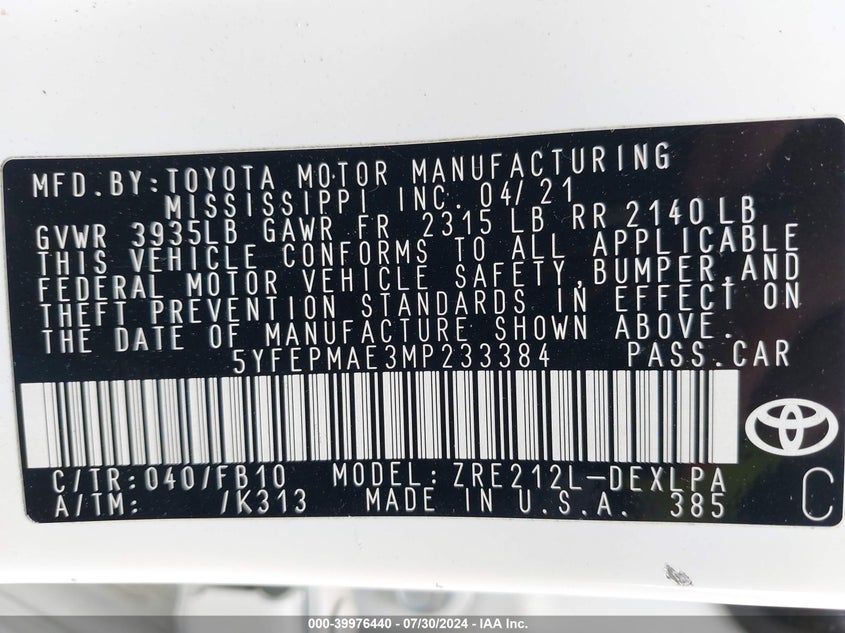 MFD.BY:TOYOTA MOTOR MANUFACTURING
MISSISSIPPI INC. 04/21
GVWR 3935LB GAWR FR 2315 LB RR 2140LB
THIS VEHICLE CONFORMS TO ALL APPLICABLE
FEDERAL MOTOR VEHICLE SAFETY,BUMPER,AND
THEFT PREVENTION STANDARDS IN EFFECT ON
THE DATE OF MANUFACTURE SHOWN ABOVE.
5YFEPMAE3MP233384 PASS.CAR
C/TR:040/FB10 MODEL:ZRE212L-DEXLPA
A/TM: /K313 MADE IN U.S.A. 385
C
000-39976440 - 07/30/2024 - IAA Inc.